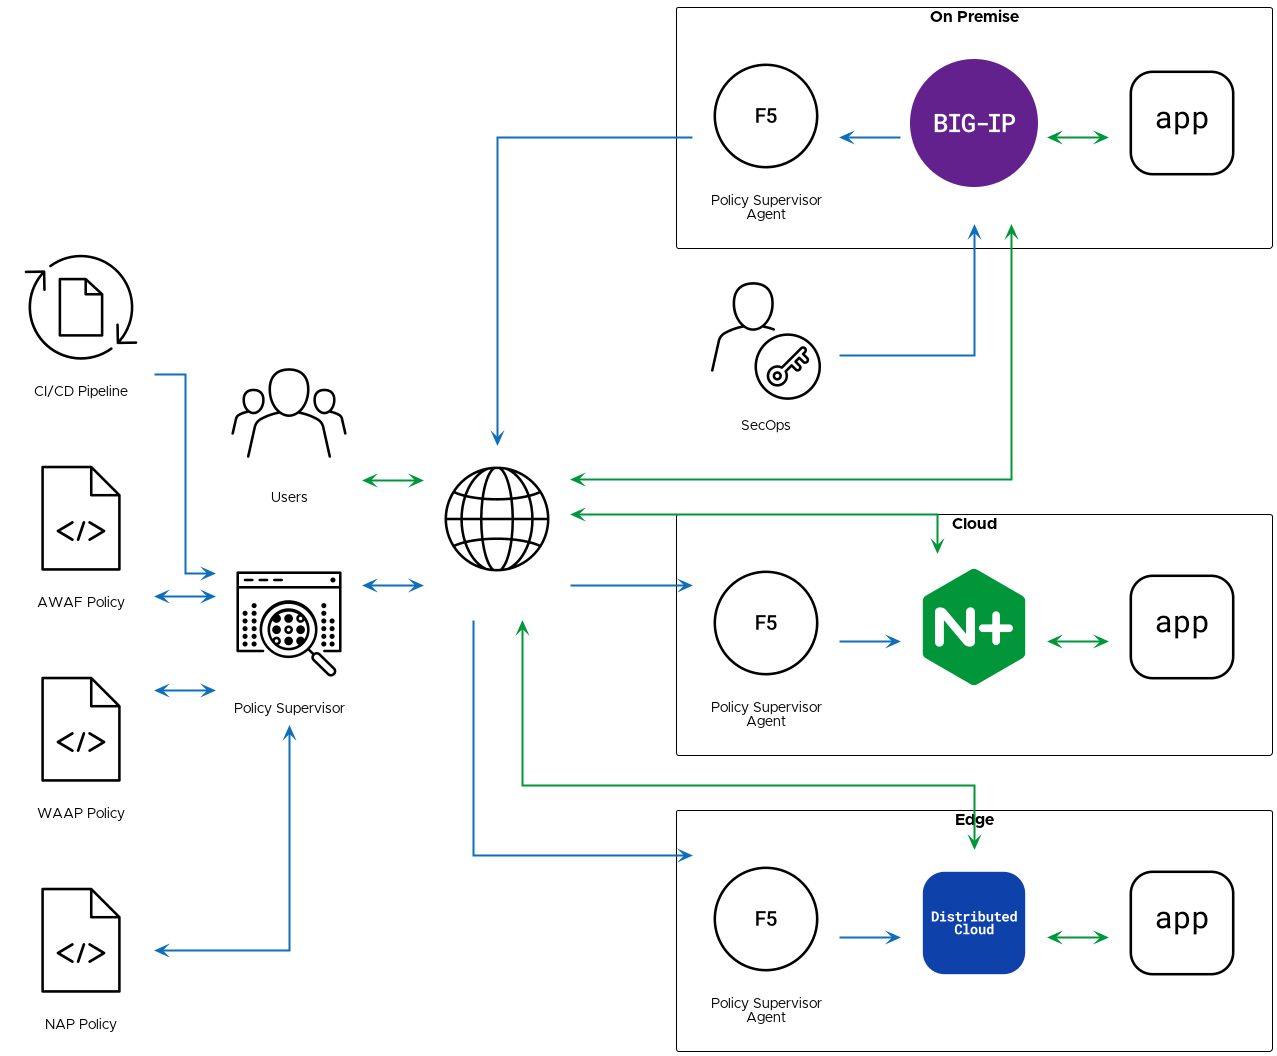 On Premise
F5
BIG-IP
app
Policy Supervisor
Agent
CI/CD Pipeline
SecOps
Users
AWAF Policy
</>
Policy Supervisor
Cloud
F5
N+
app
Policy Supervisor
Agent
</>
WAAP Policy
Edge
F5
Distributed
Cloud
app
Policy Supervisor
Agent
</>
NAP Policy